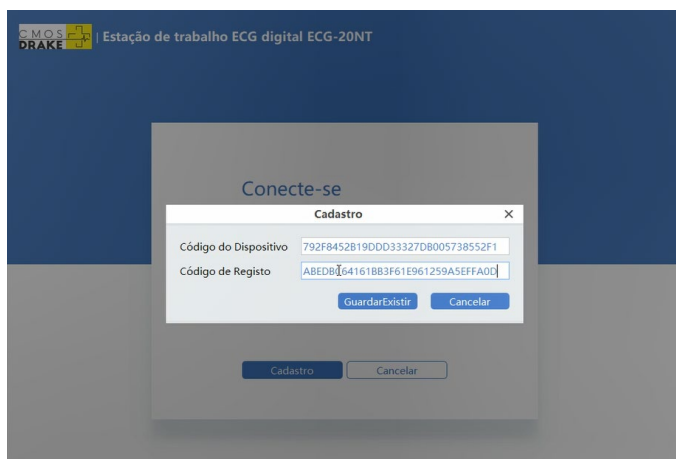 CMOS
DRAKE
| Estação de trabalho ECG digital ECG-20NT
Conecte-se
Cadastro
Código do Dispositivo 792F8452B19DDD33327DB005738552F1
Código de Registo
GuardarExistir Cancelar
Cadastro Cancelar